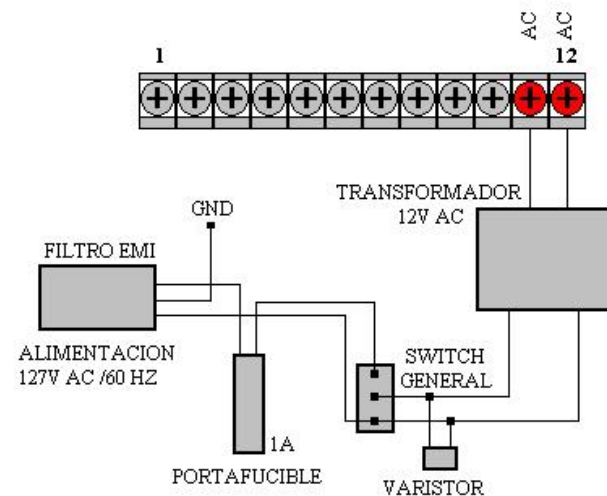 AC AC
1 12
TRANSFORMADOR
12V AC
GND
FILTRO EMI
ALIMENTACION
127V AC /60 HZ
SWITCH
GENERAL
1A
PORTAFUCIBLE
VARISTOR